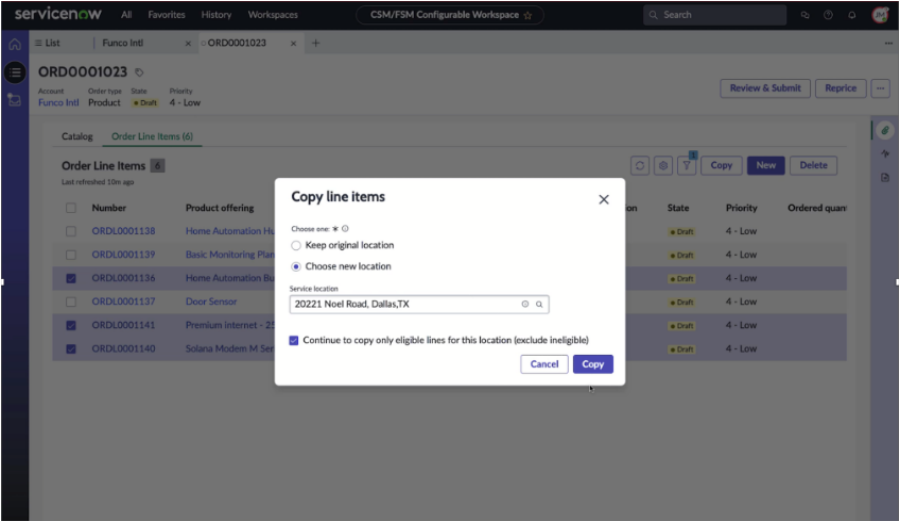 servicenow All Favorites History Workspaces CSM/FSM Configurable Workspace Search
List Funco Intl ORD0001023
ORD0001023
Account Order type State Priority
Funco Intl Product Draft 4 - Low
Review & Submit Reprice
Catalog Order Line Items (6)
Order Line Items 6
Last refreshed 10m ago
Copy New Delete
Number Product offering State Priority Ordered quan
ORDL0001138 Home Automation Hu Draft 4 - Low
ORDL0001139 Basic Monitoring Plan Draft 4 - Low
ORDL0001136 Home Automation Bu Draft 4 - Low
ORDL0001137 Door Sensor Draft 4 - Low
ORDL0001141 Premium internet - 25 Draft 4 - Low
ORDL0001140 Solana Modem M Ser Draft 4 - Low
Copy line items
Choose one:
Keep original location
Choose new location
Service location
20221 Noel Road, Dallas,TX
Continue to copy only eligible lines for this location (exclude ineligible)
Cancel Copy